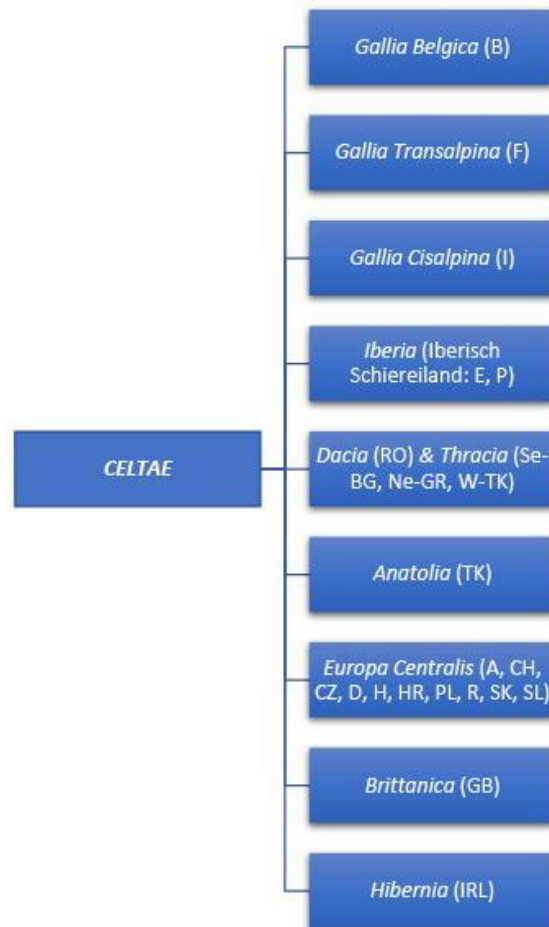 Gallia Belgica (B)
Gallia Transalpina (F)
Gallia Cisalpina (I)
Iberia (Iberisch
Schiereiland: E, P)
CELTAE
Dacia (RO) & Thracia (Se-
BG, Ne-GR, W-TK)
Anatolia (TK)
Europa Centralis (A, CH,
CZ, D, H, HR, PL, R, SK, SL)
Brittanica (GB)
Hibernia (IRL)